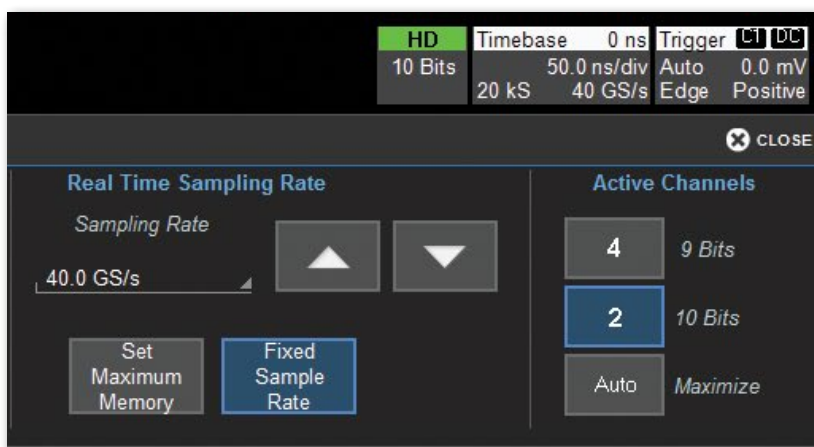 HD
10 Bits
Timebase 0 ns
50.0 ns/div
20 kS 40 GS/s
Trigger C1 DC
Auto 0.0 mV
Edge Positive
CLOSE
Real Time Sampling Rate
Sampling Rate
40.0 GS/s
Set
Maximum
Memory
Fixed
Sample
Rate
Active Channels
4 9 Bits
2 10 Bits
Auto Maximize